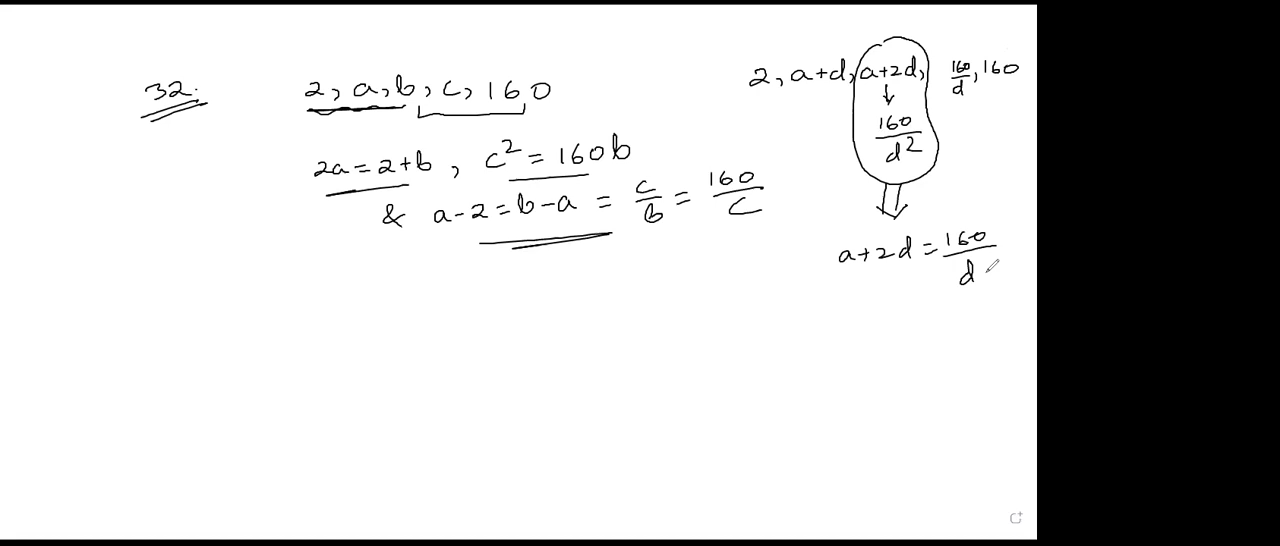 32.
2, a, b, c, 160
2a = 2 + b , c² = 160b
& a - 2 = b - a = c/b = 160/c
2, a+d, a+2d, 160/d, 160
↓
160/d²
⇓
a + 2d = 160/d